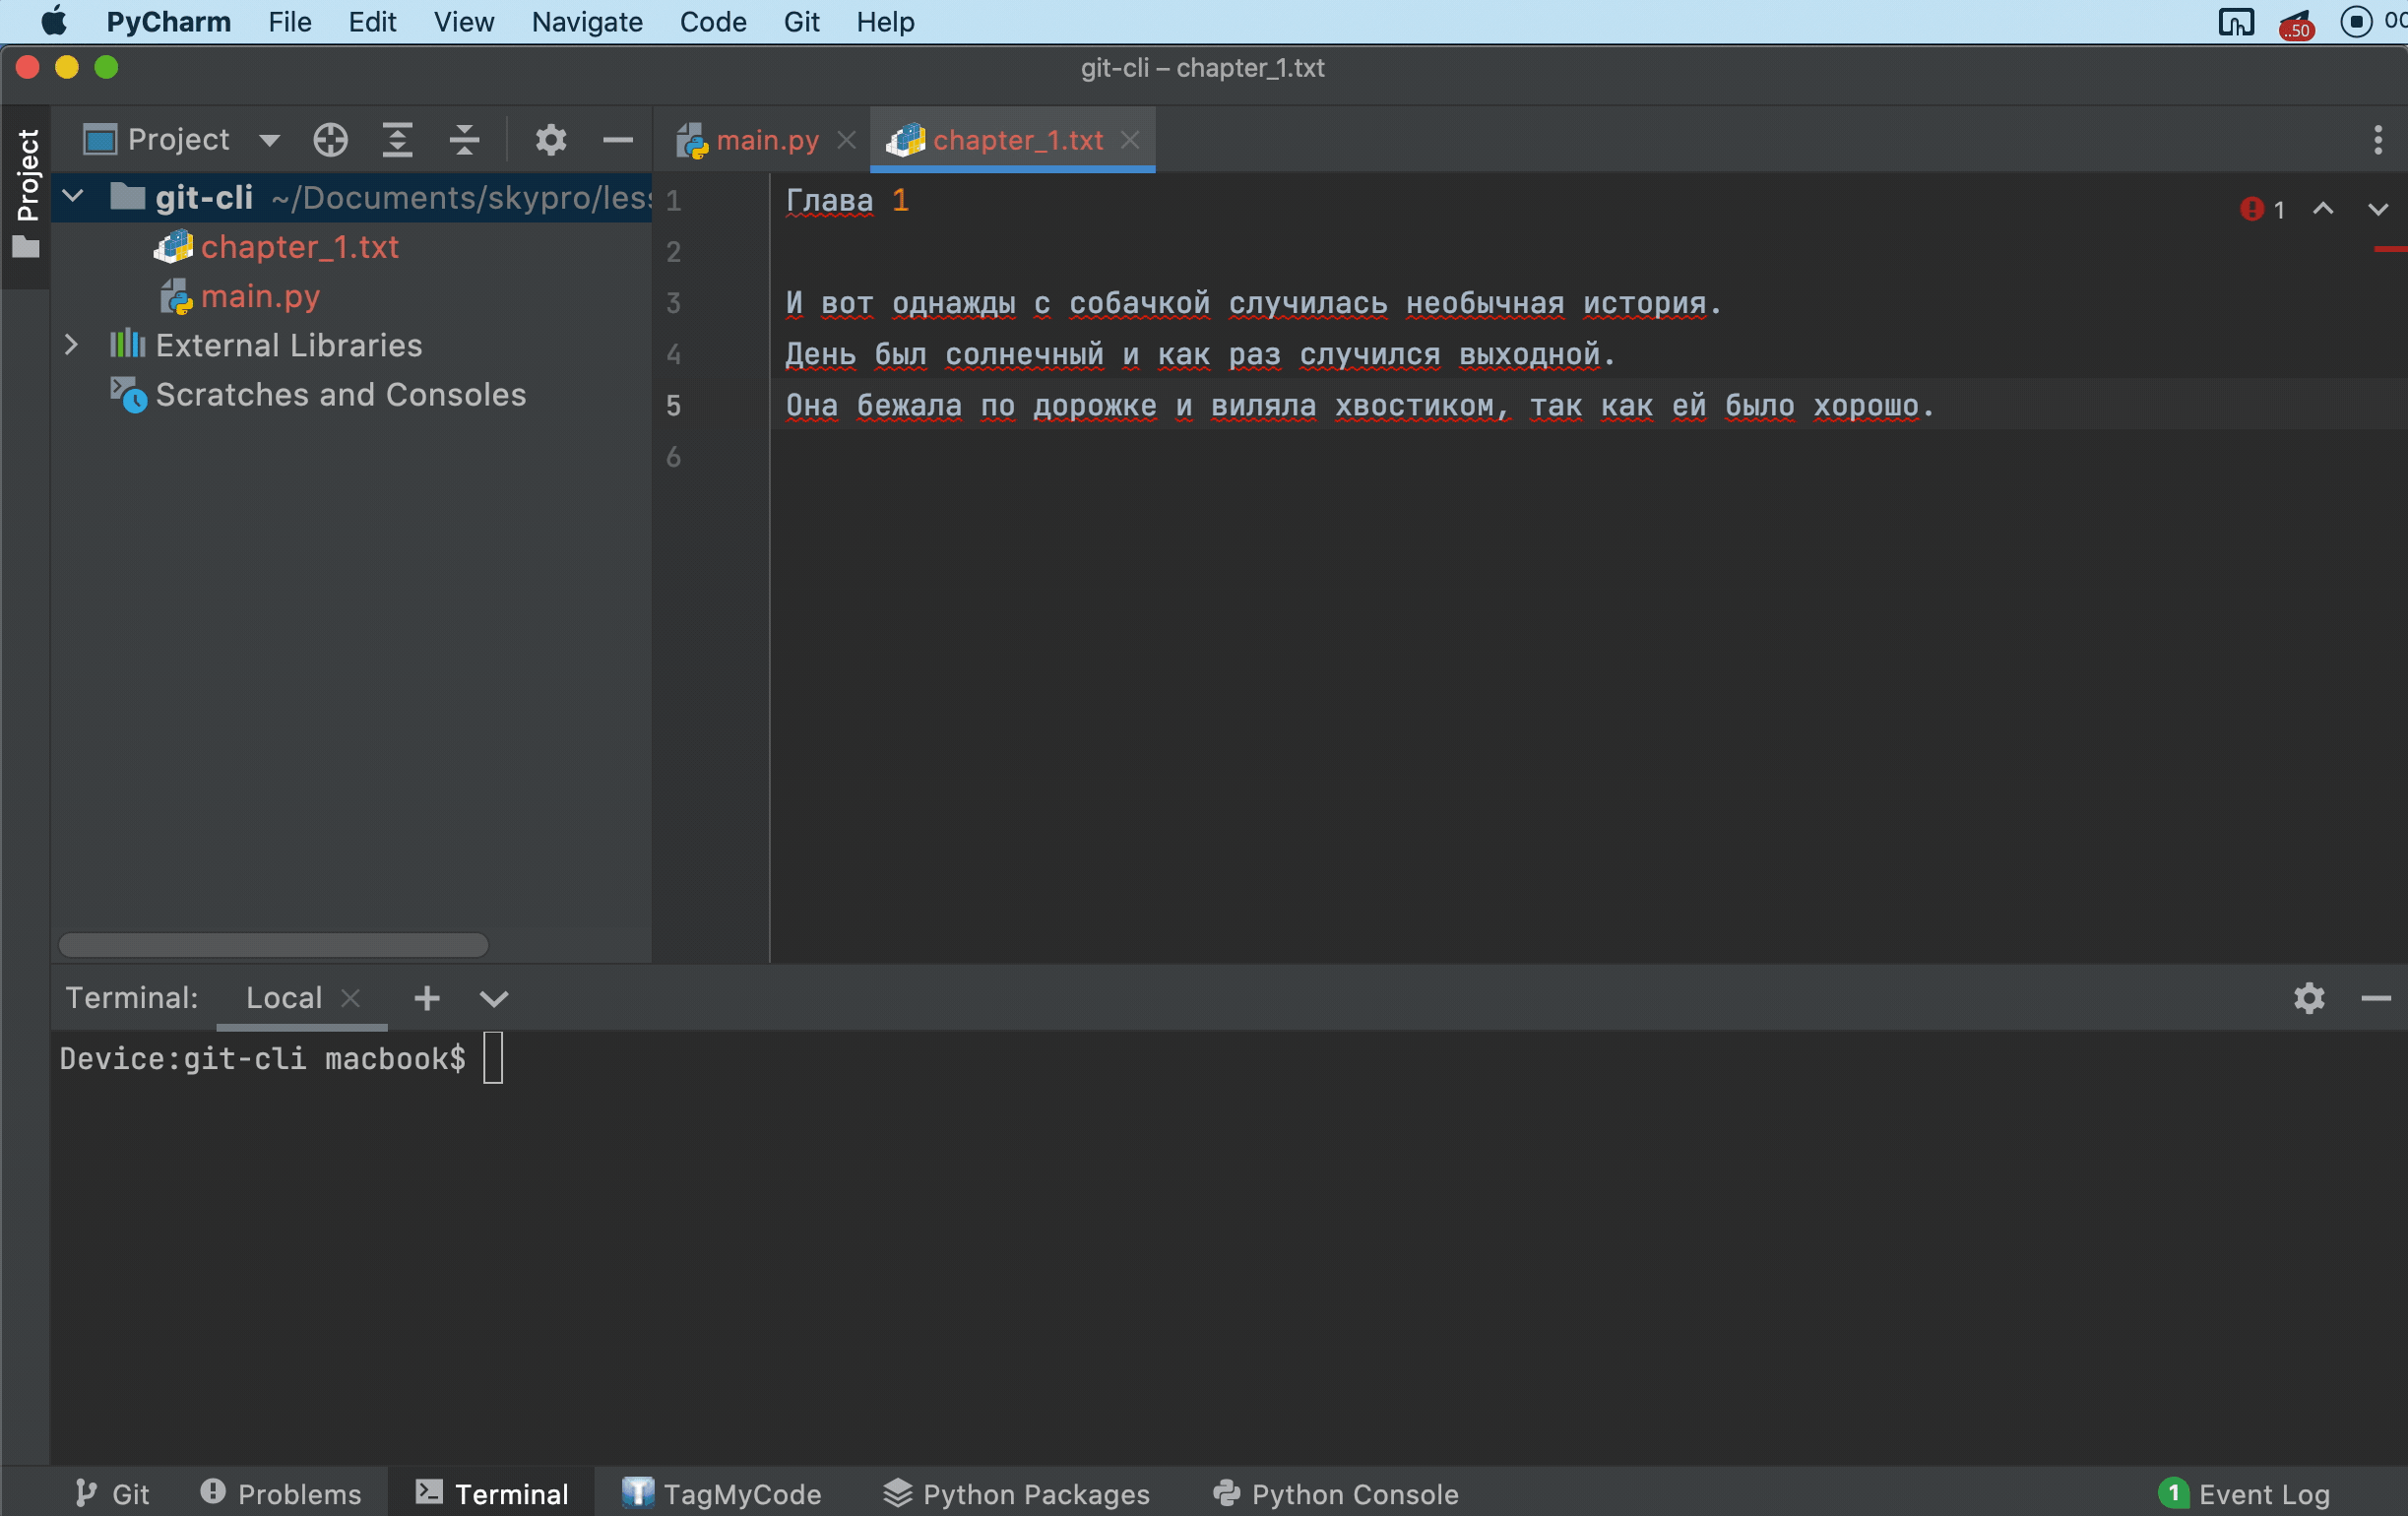 PyCharm File Edit View Navigate Code Git Help
..50
git-cli – chapter_1.txt
Project
Project
main.py
chapter_1.txt
git-cli ~/Documents/skypro/less
chapter_1.txt
main.py
External Libraries
Scratches and Consoles
1 Глава 1
2
3 И вот однажды с собачкой случилась необычная история.
4 День был солнечный и как раз случился выходной.
5 Она бежала по дорожке и виляла хвостиком, так как ей было хорошо.
6
1
Terminal: Local
Device:git-cli macbook$
Git Problems Terminal TagMyCode Python Packages Python Console 1 Event Log